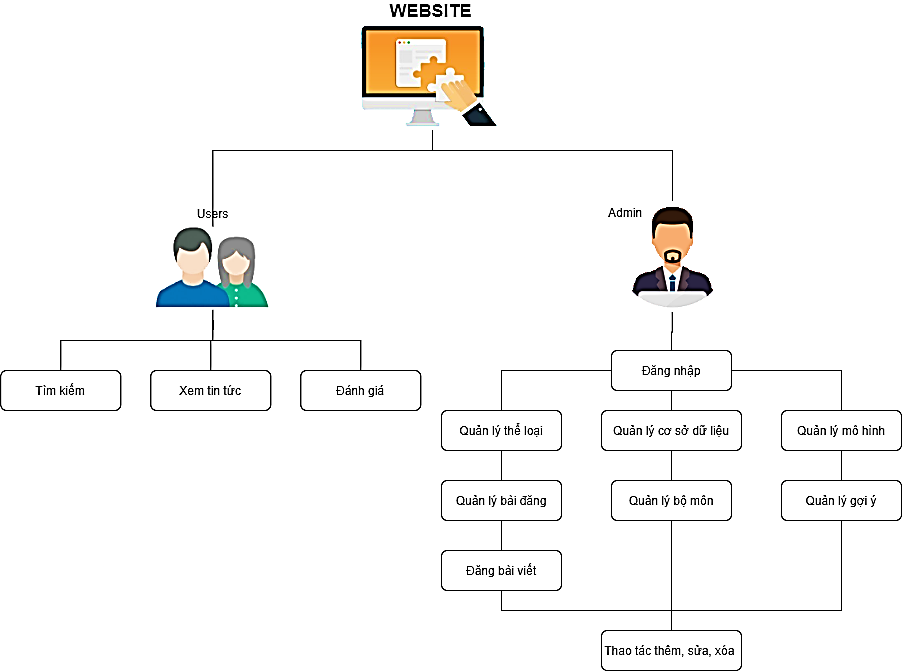 WEBSITE
Users
Admin
Đăng nhập
Tìm kiếm
Xem tin tức
Đánh giá
Quản lý thể loại
Quản lý cơ sở dữ liệu
Quản lý mô hình
Quản lý bài đăng
Quản lý bộ môn
Quản lý gợi ý
Đăng bài viết
Thao tác thêm, sửa, xóa